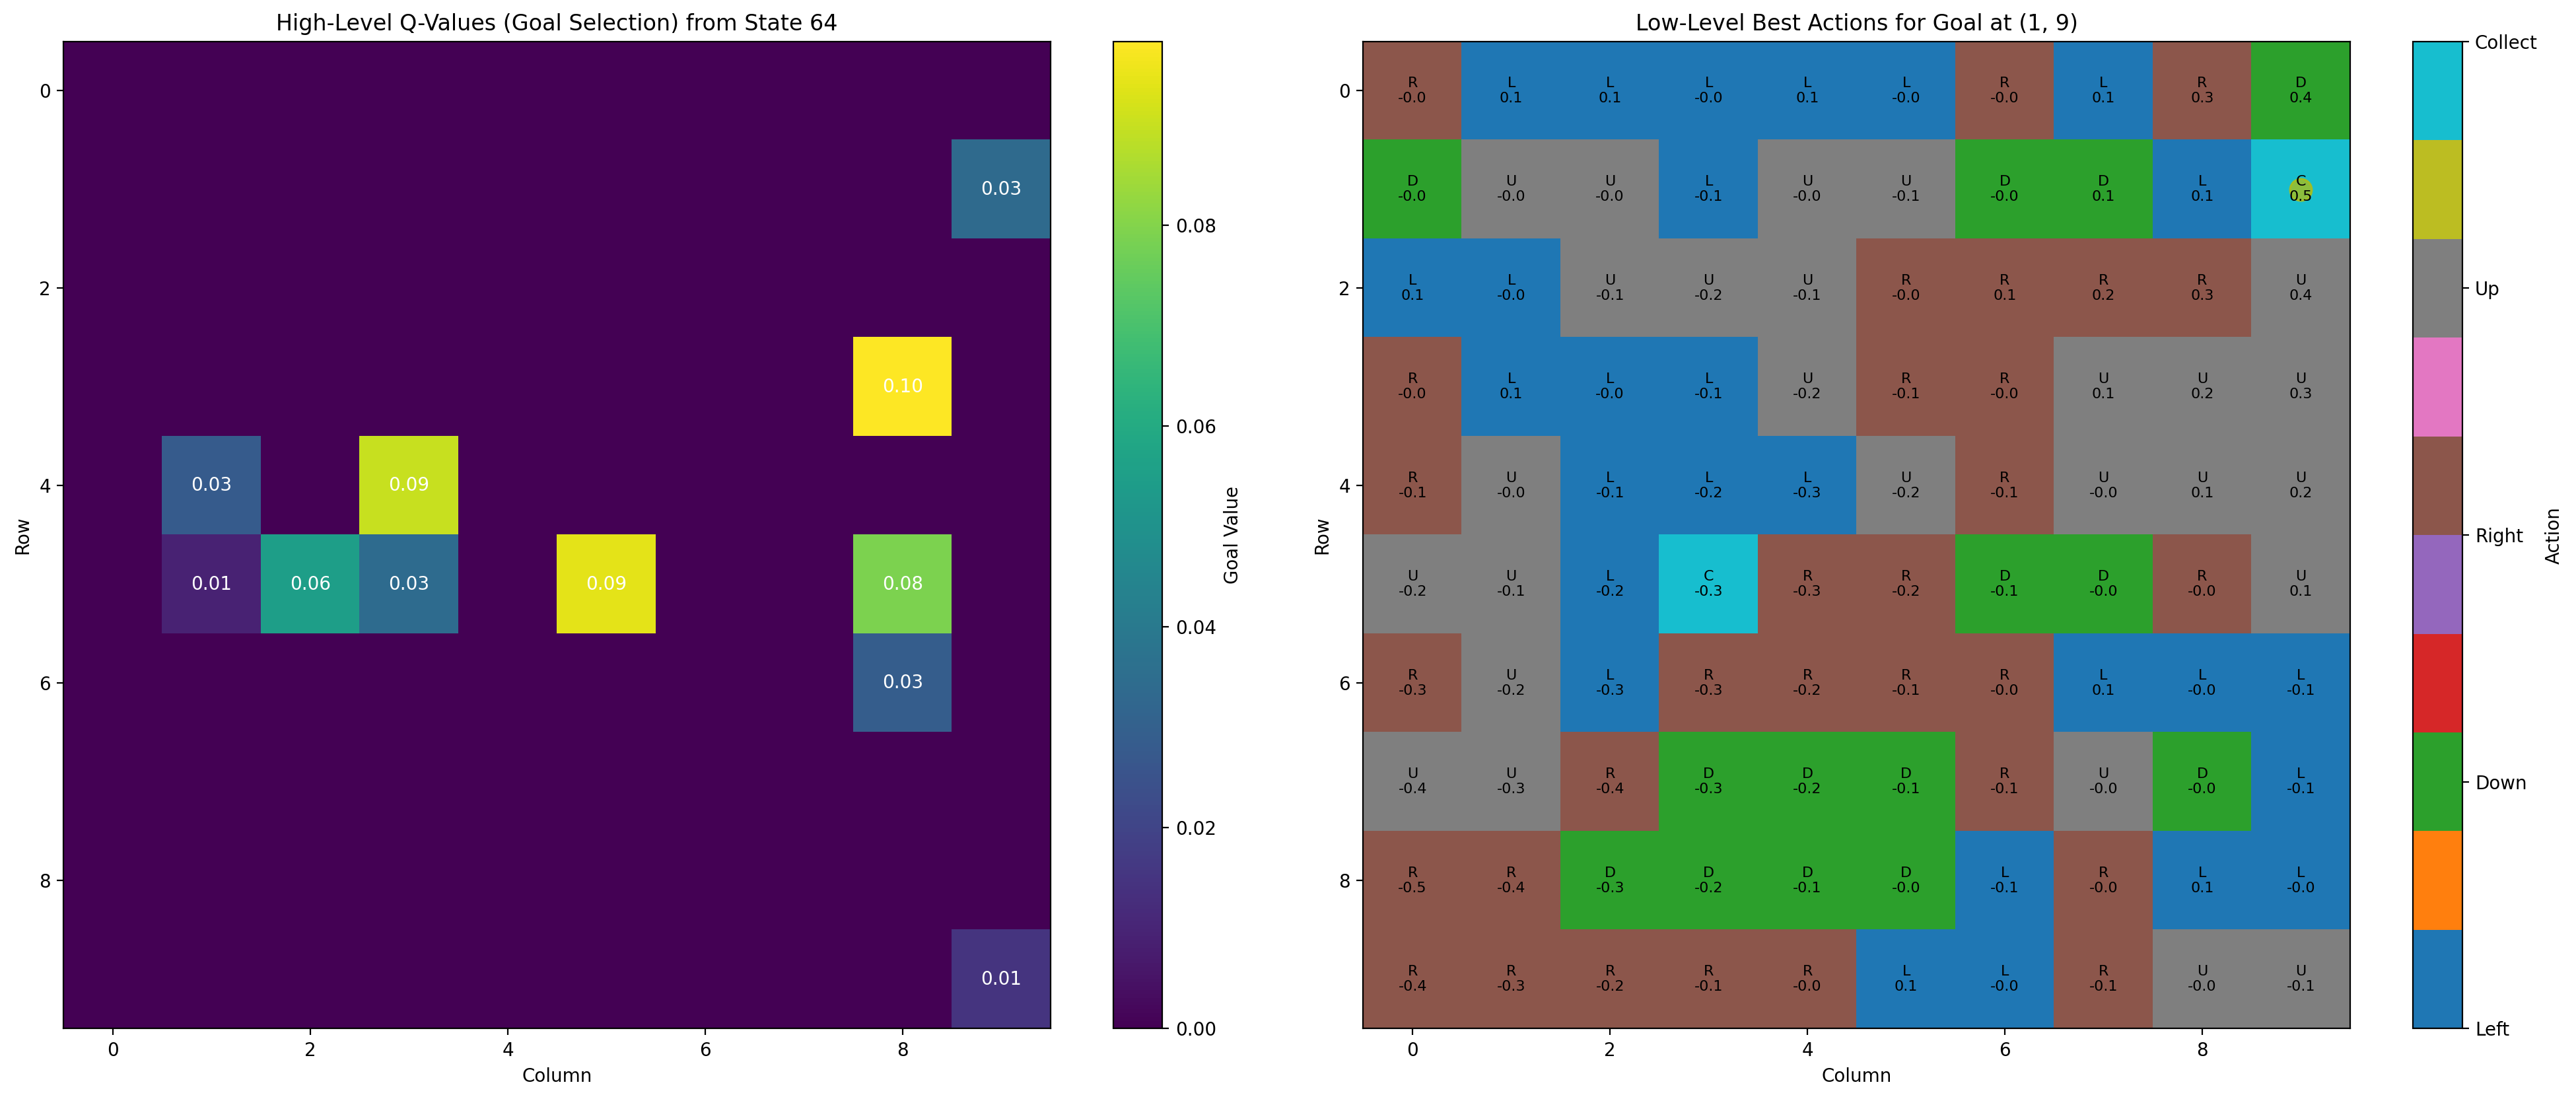 High-Level Q-Values (Goal Selection) from State 64
0
2
4
6
8
Row
0.03
0.10
0.03 0.09
0.01 0.06 0.03 0.09 0.08
0.03
0.01
0 2 4 6 8
Column
0.08
0.06
0.04
0.02
0.00
Goal Value
Low-Level Best Actions for Goal at (1, 9)
0
2
4
6
8
Row
R L L L L L R L R D
-0.0 0.1 0.1 -0.0 0.1 -0.0 -0.0 0.1 0.3 0.4
D U U L U U D D L C
-0.0 -0.0 -0.0 -0.1 -0.0 -0.1 -0.0 0.1 0.1 0.5
L L U U U R R R R U
0.1 -0.0 -0.1 -0.2 -0.1 -0.0 0.1 0.2 0.3 0.4
R L L L U R R U U U
-0.0 0.1 -0.0 -0.1 -0.2 -0.1 -0.0 0.1 0.2 0.3
R U L L L U R U U U
-0.1 -0.0 -0.1 -0.2 -0.3 -0.2 -0.1 -0.0 0.1 0.2
U U L C R R D D R U
-0.2 -0.1 -0.2 -0.3 -0.3 -0.2 -0.1 -0.0 -0.0 0.1
R U L R R R R L L L
-0.3 -0.2 -0.3 -0.3 -0.2 -0.1 -0.0 0.1 -0.0 -0.1
U U R D D D R U D L
-0.4 -0.3 -0.4 -0.3 -0.2 -0.1 -0.1 -0.0 -0.0 -0.1
R R D D D D L R L L
-0.5 -0.4 -0.3 -0.2 -0.1 -0.0 -0.1 -0.0 0.1 -0.0
R R R R R L L R U U
-0.4 -0.3 -0.2 -0.1 -0.0 0.1 -0.0 -0.1 -0.0 -0.1
0 2 4 6 8
Column
Collect
Up
Right
Down
Left
Action